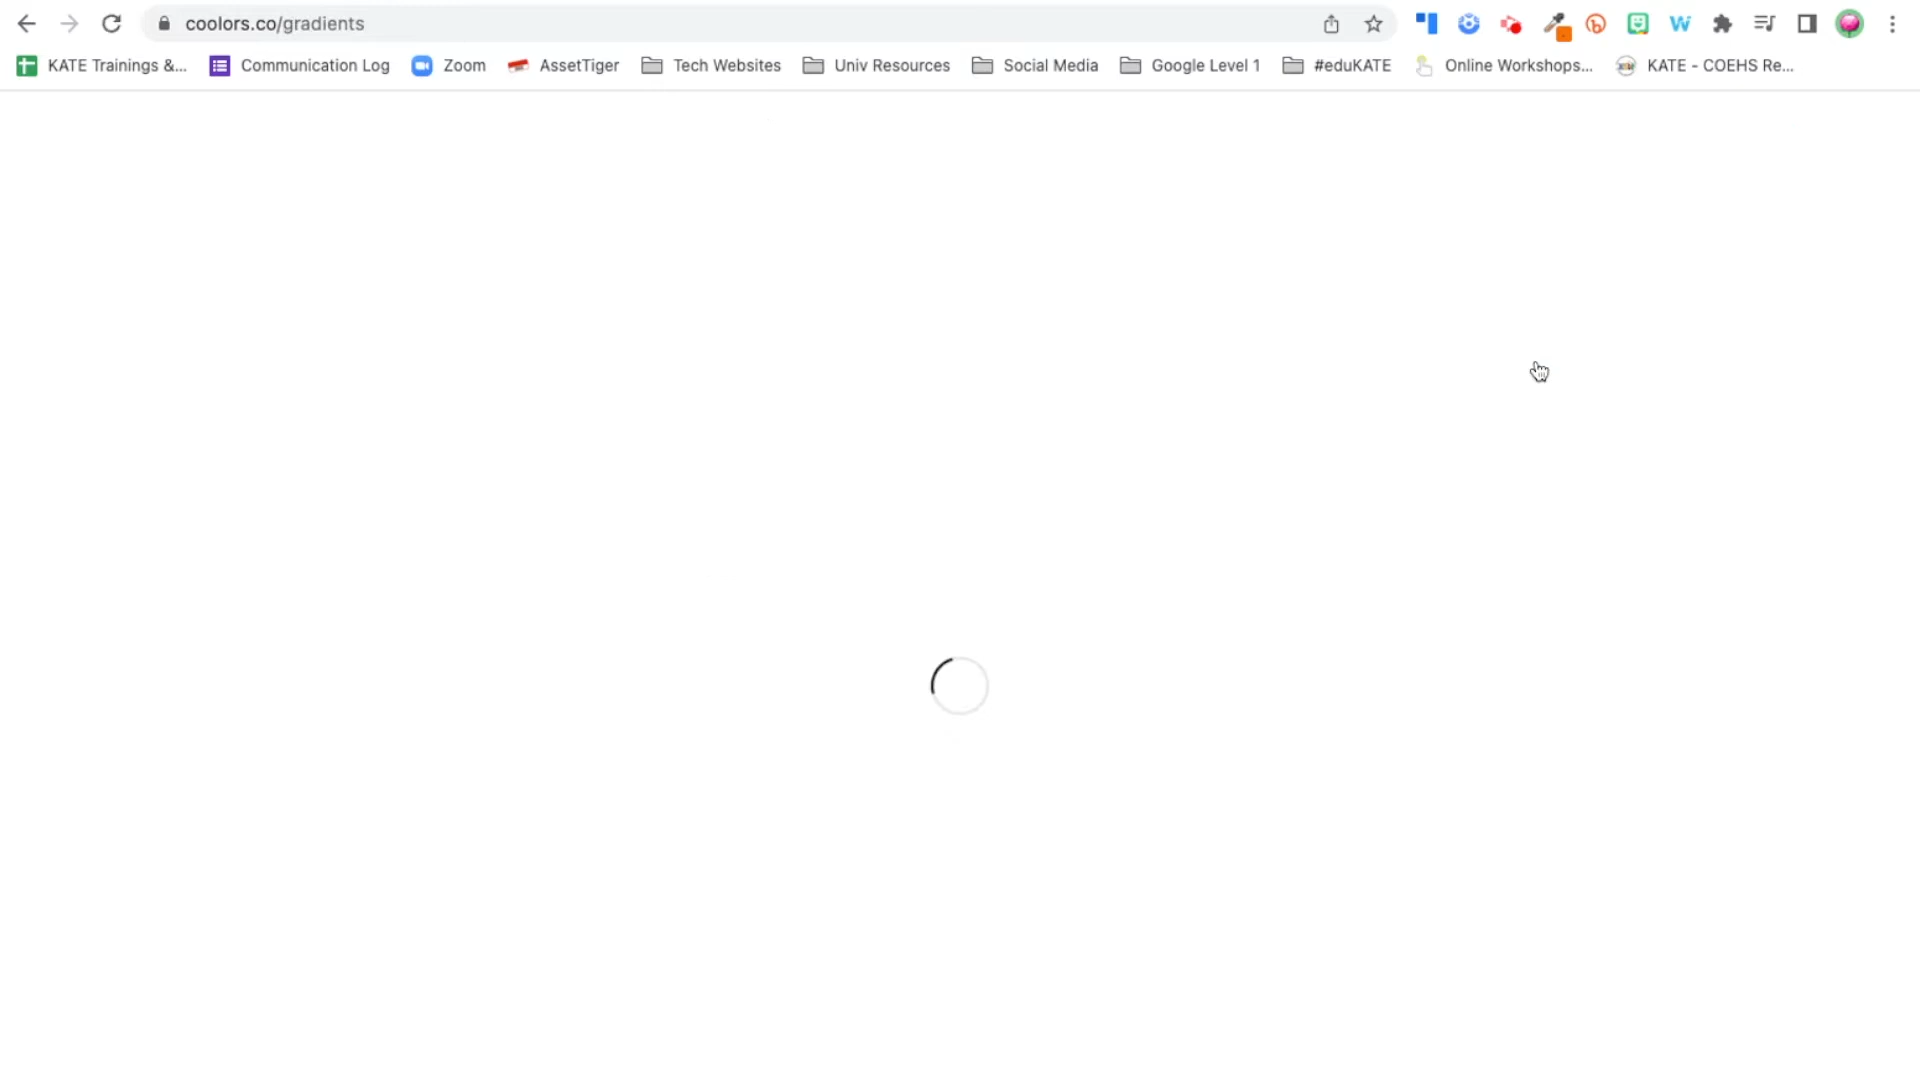 coolors.co/gradients
KATE Trainings &... Communication Log Zoom AssetTiger Tech Websites Univ Resources Social Media Google Level 1 #eduKATE Online Workshops... KATE - COEHS Re...